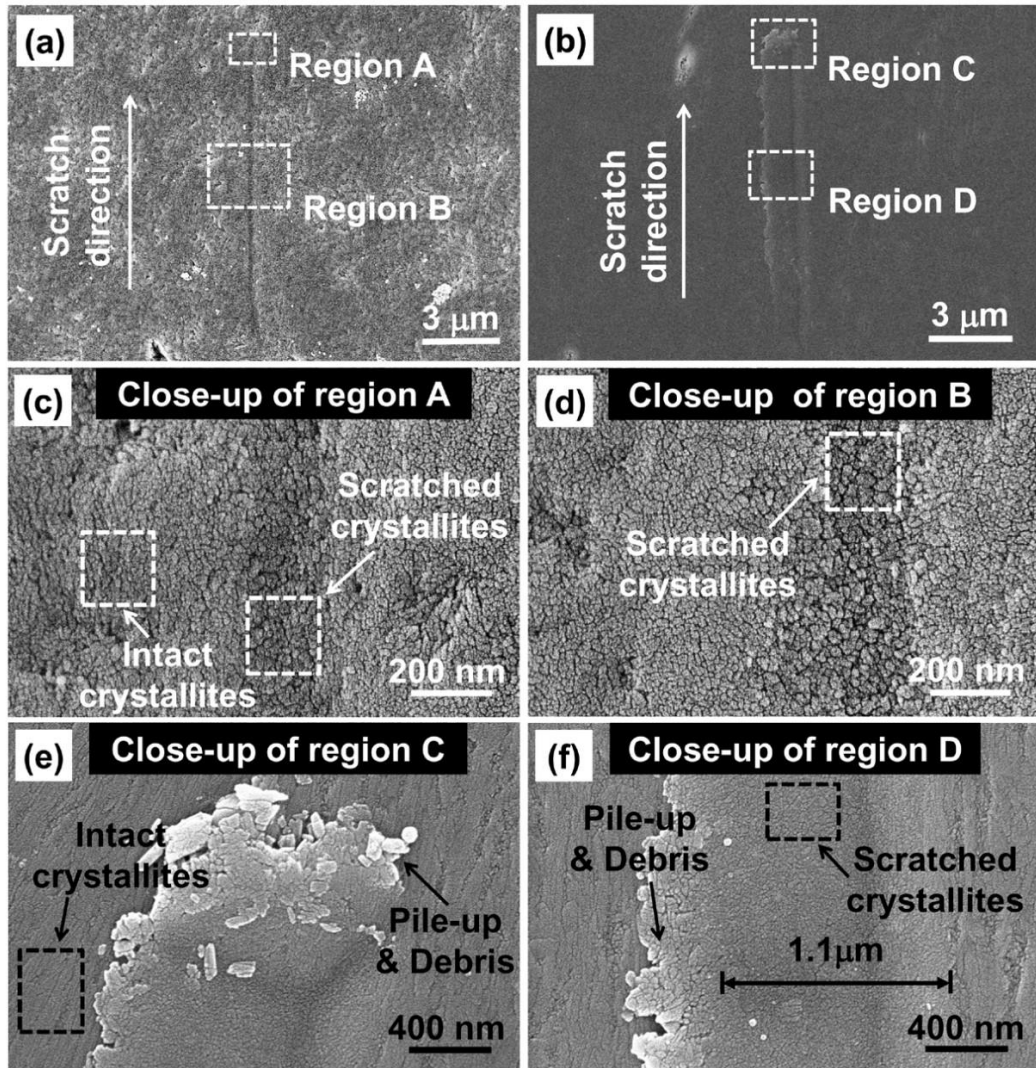 (a)
Region A
Region B
Scratch
direction
3 μm
(b)
Region C
Region D
Scratch
direction
3 μm
(c)
Close-up of region A
Scratched
crystallites
Intact
crystallites
200 nm
(d)
Close-up of region B
Scratched
crystallites
200 nm
(e)
Close-up of region C
Intact
crystallites
Pile-up
& Debris
400 nm
(f)
Close-up of region D
Pile-up
& Debris
Scratched
crystallites
1.1μm
400 nm